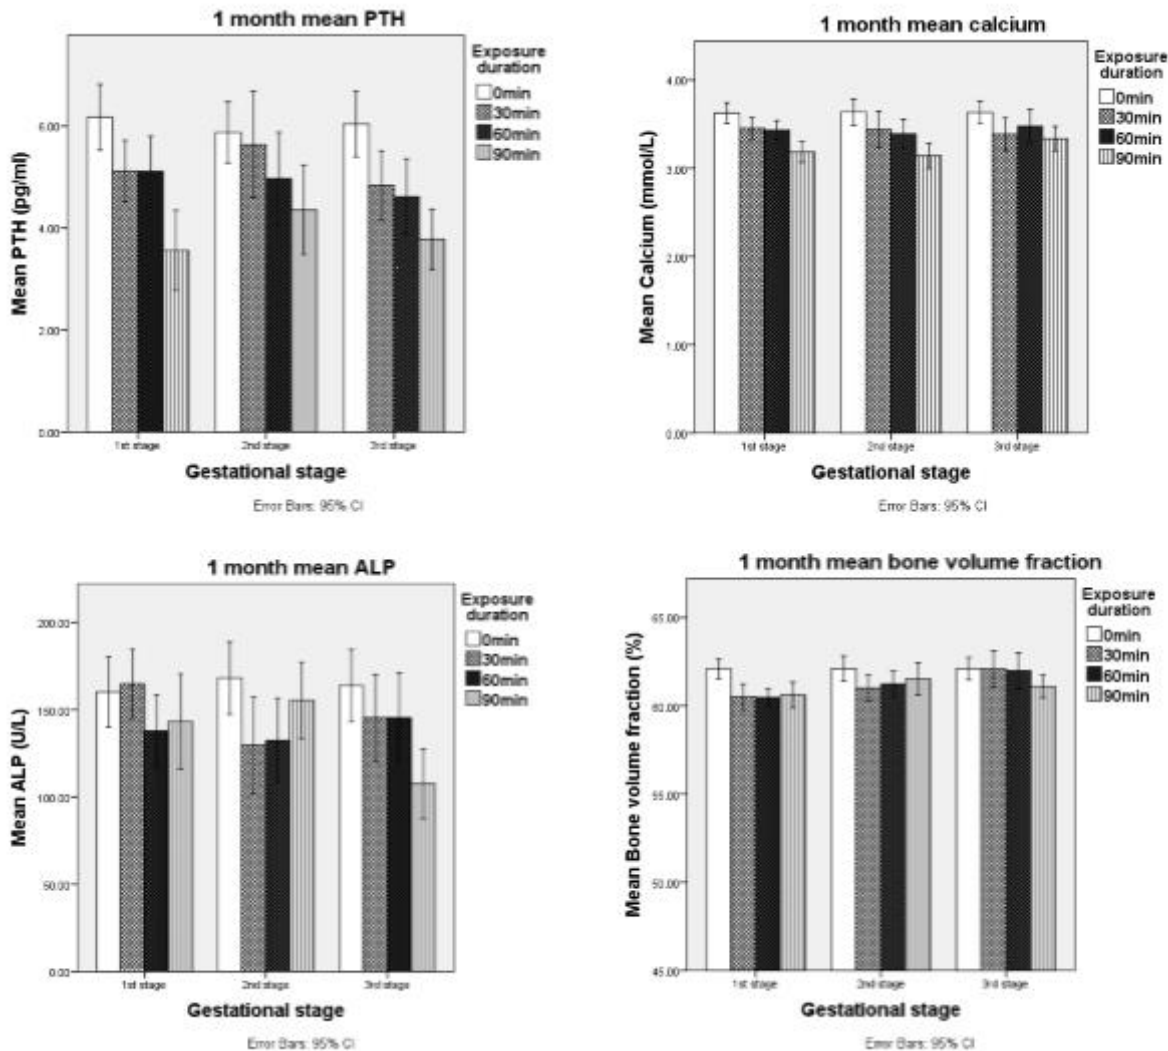 1 month mean PTH
Mean PTH (pg/ml)
6.00
4.00
2.00
0.00
1st stage
2nd stage
3rd stage
Gestational stage
Error Bars: 95% CI
Exposure
duration
0min
30min
60min
90min
1 month mean calcium
Mean Calcium (mmol/L)
4.00
3.00
2.00
1.00
0.00
1st stage
2nd stage
3rd stage
Gestational stage
Error Bars: 95% CI
Exposure
duration
0min
30min
60min
90min
1 month mean ALP
Mean ALP (U/L)
200.00
150.00
100.00
50.00
0.00
1st stage
2nd stage
3rd stage
Gestational stage
Error Bars: 95% CI
Exposure
duration
0min
30min
60min
90min
1 month mean bone volume fraction
Mean Bone volume fraction (%)
65.00
60.00
55.00
50.00
45.00
1st stage
2nd stage
3rd stage
Gestational stage
Error Bars: 95% CI
Exposure
duration
0min
30min
60min
90min